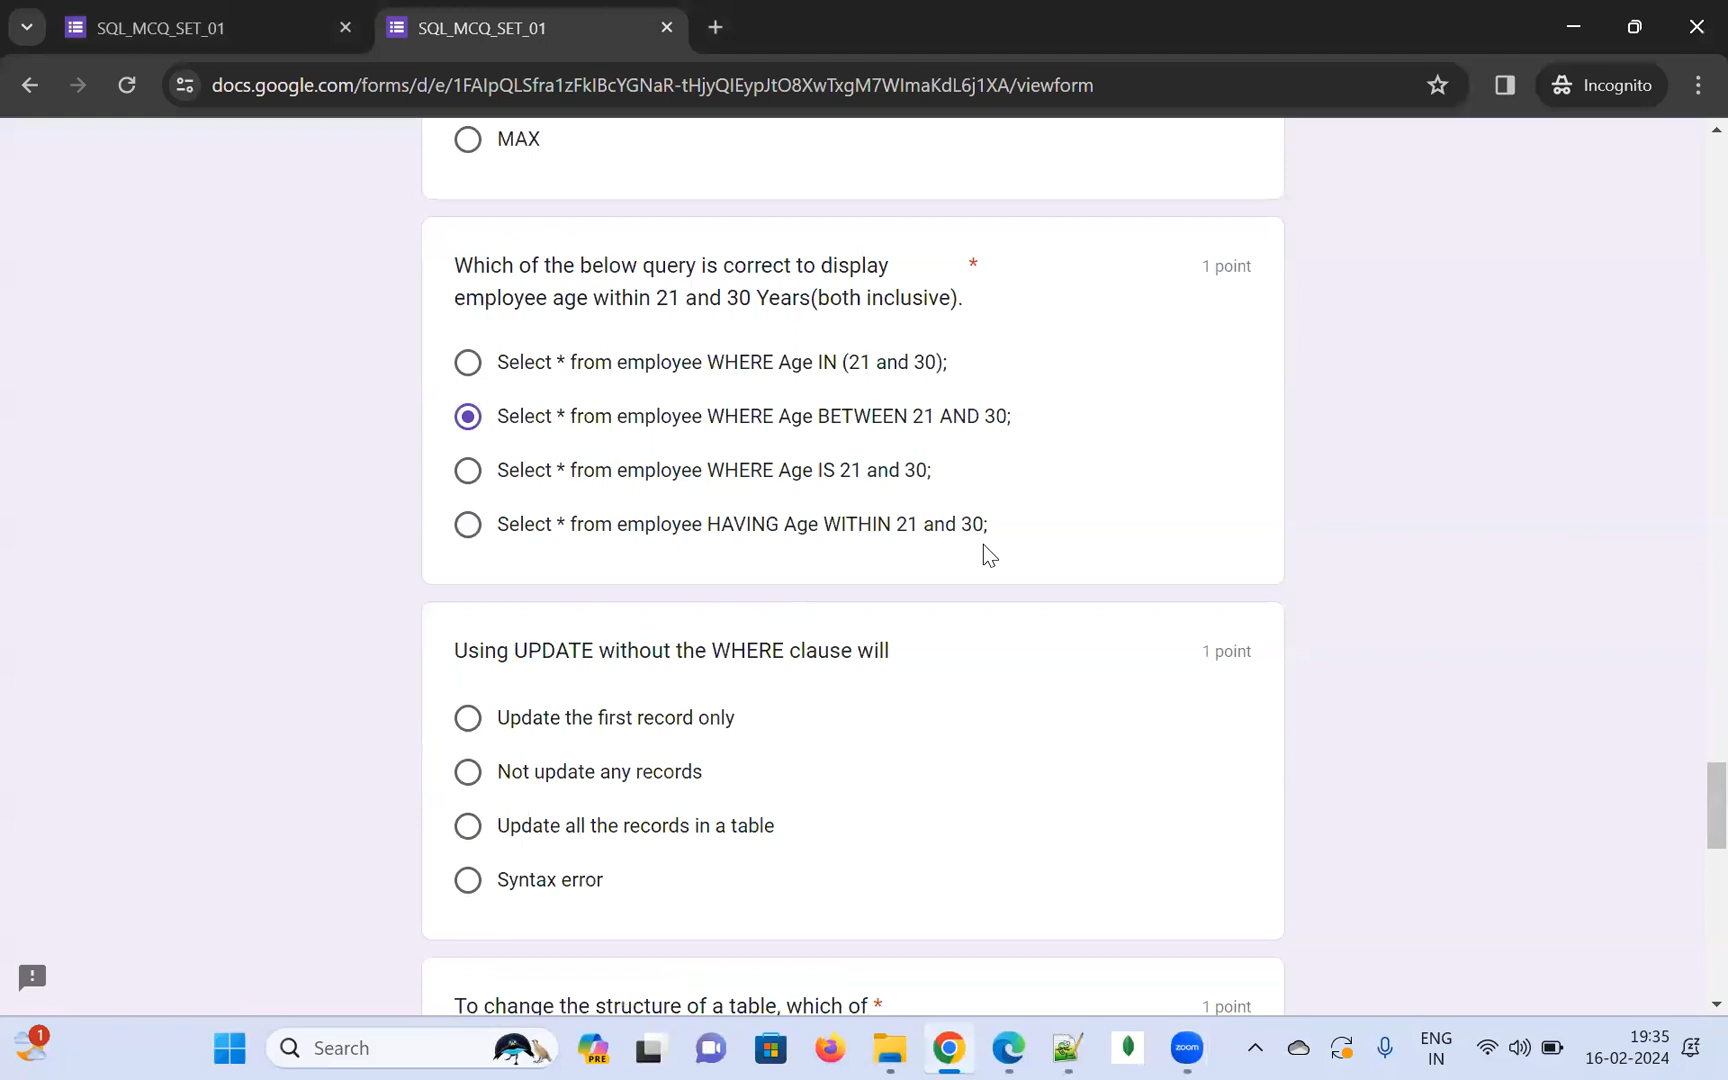 SQL_MCQ_SET_01
SQL_MCQ_SET_01
docs.google.com/forms/d/e/1FAIpQLSfra1zFkIBcYGNaR-tHjyQIEypJtO8XwTxgM7WImaKdL6j1XA/viewform
Incognito
MAX
Which of the below query is correct to display *
1 point
employee age within 21 and 30 Years(both inclusive).
Select * from employee WHERE Age IN (21 and 30);
Select * from employee WHERE Age BETWEEN 21 AND 30;
Select * from employee WHERE Age IS 21 and 30;
Select * from employee HAVING Age WITHIN 21 and 30;
Using UPDATE without the WHERE clause will
1 point
Update the first record only
Not update any records
Update all the records in a table
Syntax error
To change the structure of a table, which of *
1 point
1
Search
PRE
zoom
ENG
IN
19:35
16-02-2024